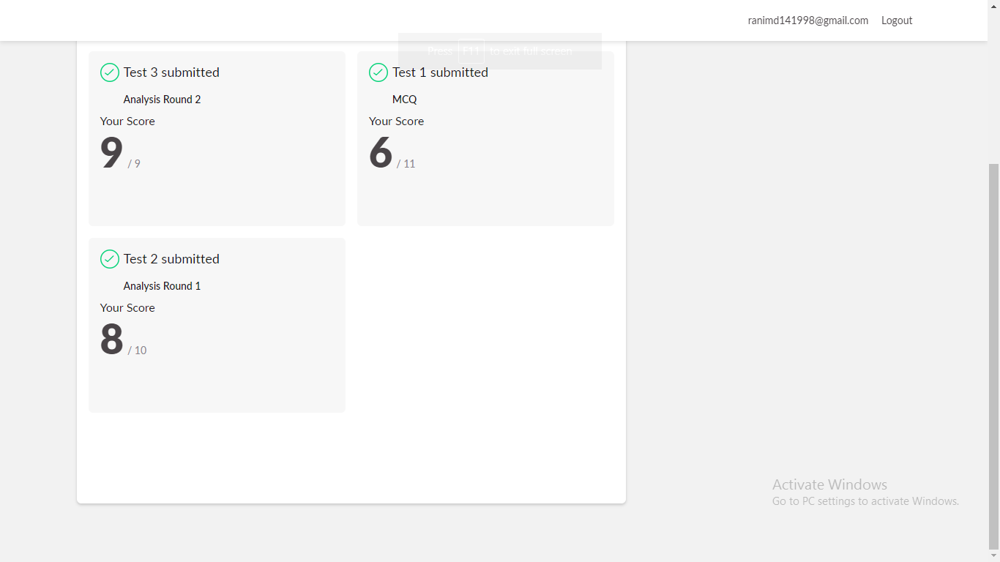 ranimd141998@gmail.com Logout
Press F11 to exit full screen
Test 3 submitted
Analysis Round 2
Your Score
9 / 9
Test 1 submitted
MCQ
Your Score
6 / 11
Test 2 submitted
Analysis Round 1
Your Score
8 / 10
Activate Windows
Go to PC settings to activate Windows.